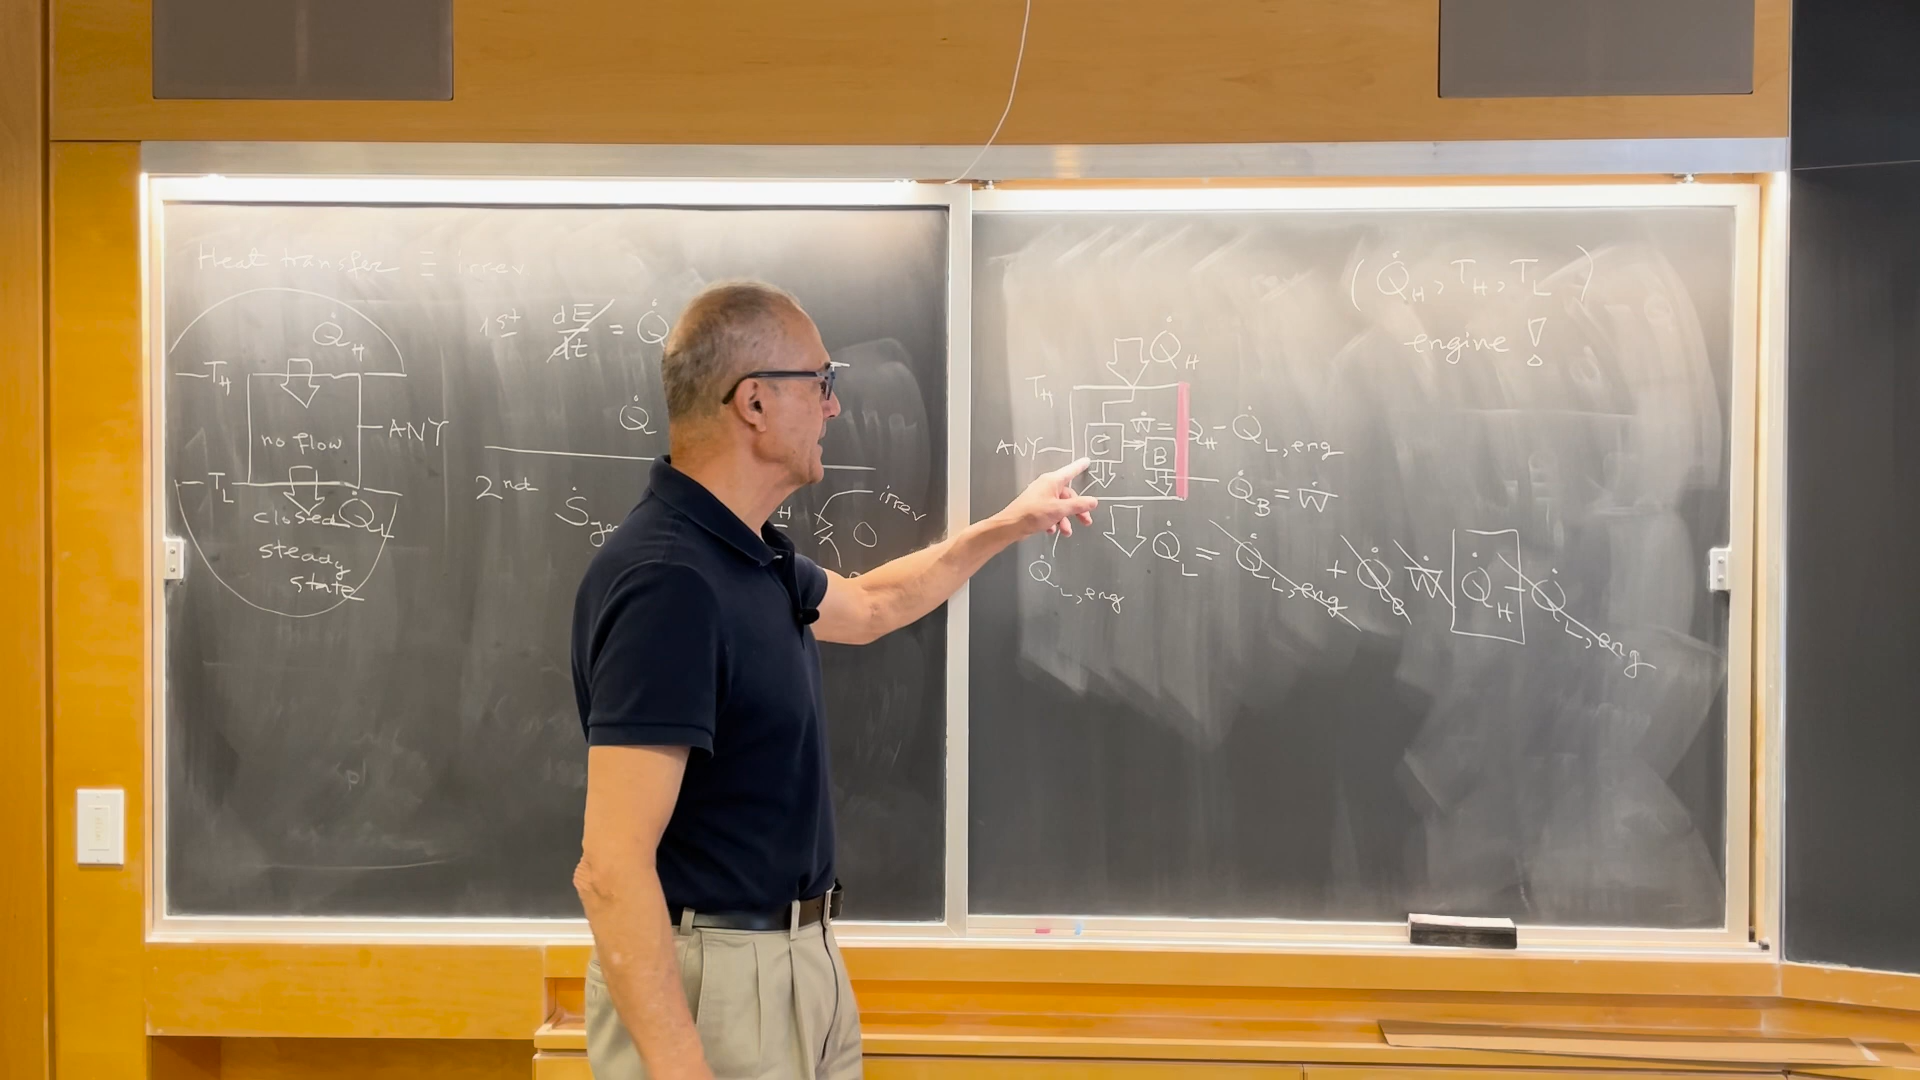 Heat transfer ≡ irrev.
Q̇_H
T_H
no flow
ANY
T_L
Q̇_L
closed
steady
state
1st dE/dt = Q̇
Q̇
2nd Ṡ_ge
H
irrev
0
(Q̇_H, T_H, T_L)
engine!
Q̇_H
T_H
Ẇ = Q̇_H - Q̇_L,eng
ANY
C
B
Q̇_B = Ẇ
Q̇_L = Q̇_L,eng + Q̇_B Ẇ Q̇_H - Q̇_L,eng
Q̇_L,eng